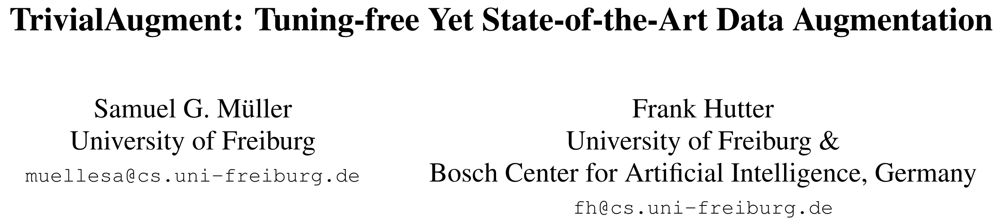 TrivialAugment: Tuning-free Yet State-of-the-Art Data Augmentation
Samuel G. Müller
University of Freiburg
muellesa@cs.uni-freiburg.de
Frank Hutter
University of Freiburg &
Bosch Center for Artificial Intelligence, Germany
fh@cs.uni-freiburg.de